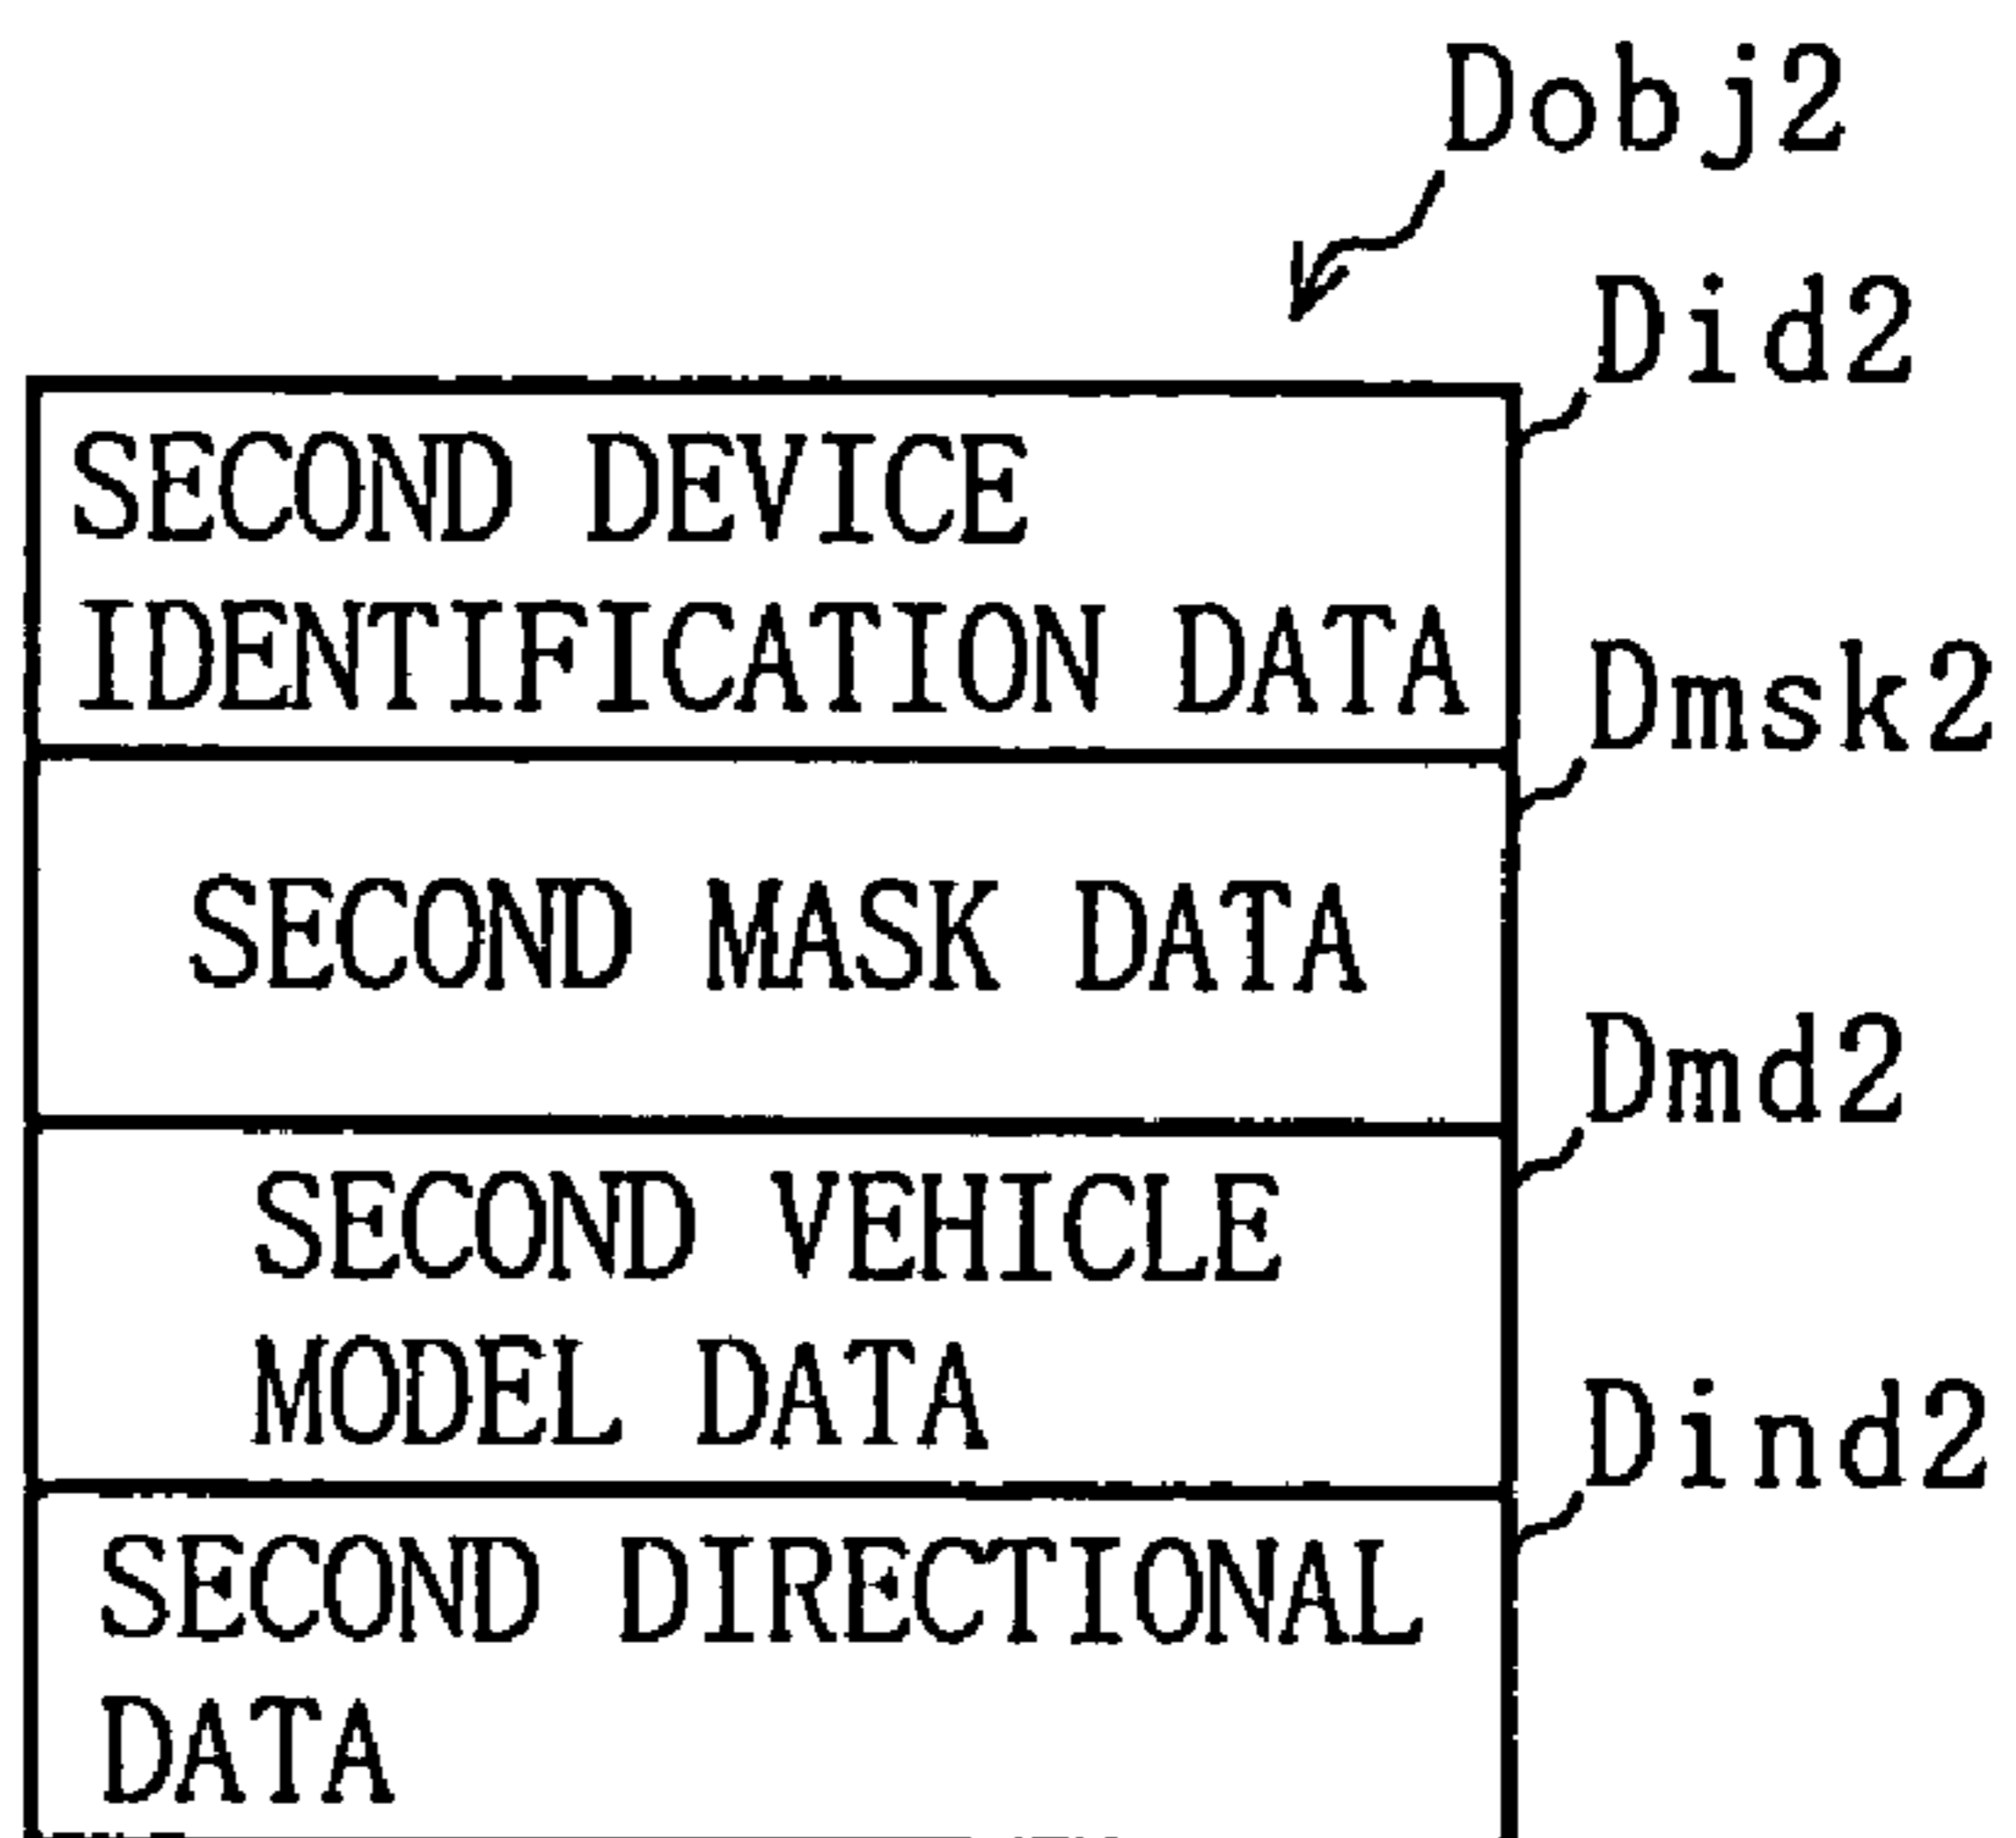 Dobj2
Did2
SECOND DEVICE
IDENTIFICATION DATA
Dmsk2
SECOND MASK DATA
Dmd2
SECOND VEHICLE
MODEL DATA
Dind2
SECOND DIRECTIONAL
DATA